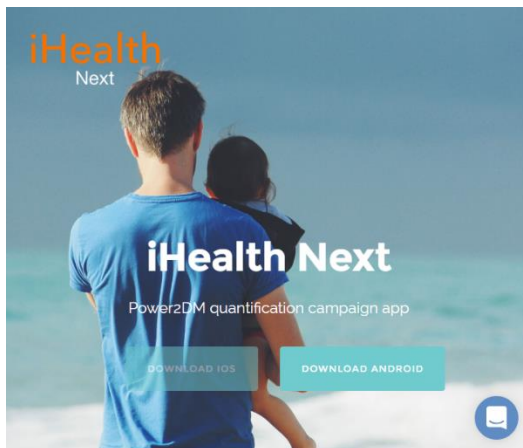 iHealth
Next
iHealth Next
Power2DM quantification campaign app
DOWNLOAD IOS
DOWNLOAD ANDROID